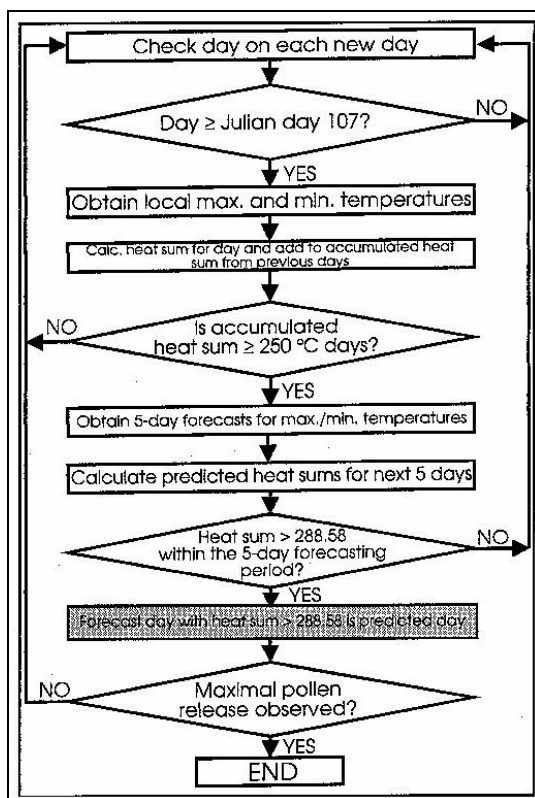 Check day on each new day
Day ≥ Julian day 107?
NO
YES
Obtain local max. and min. temperatures
Calc. heat sum for day and add to accumulated heat
sum from previous days
NO
Is accumulated
heat sum ≥ 250 °C days?
YES
Obtain 5-day forecasts for max./min. temperatures
Calculate predicted heat sums for next 5 days
Heat sum > 288.58
within the 5-day forecasting
period?
NO
YES
Forecast day with heat sum > 288.58 is predicted day
NO
Maximal pollen
release observed?
YES
END